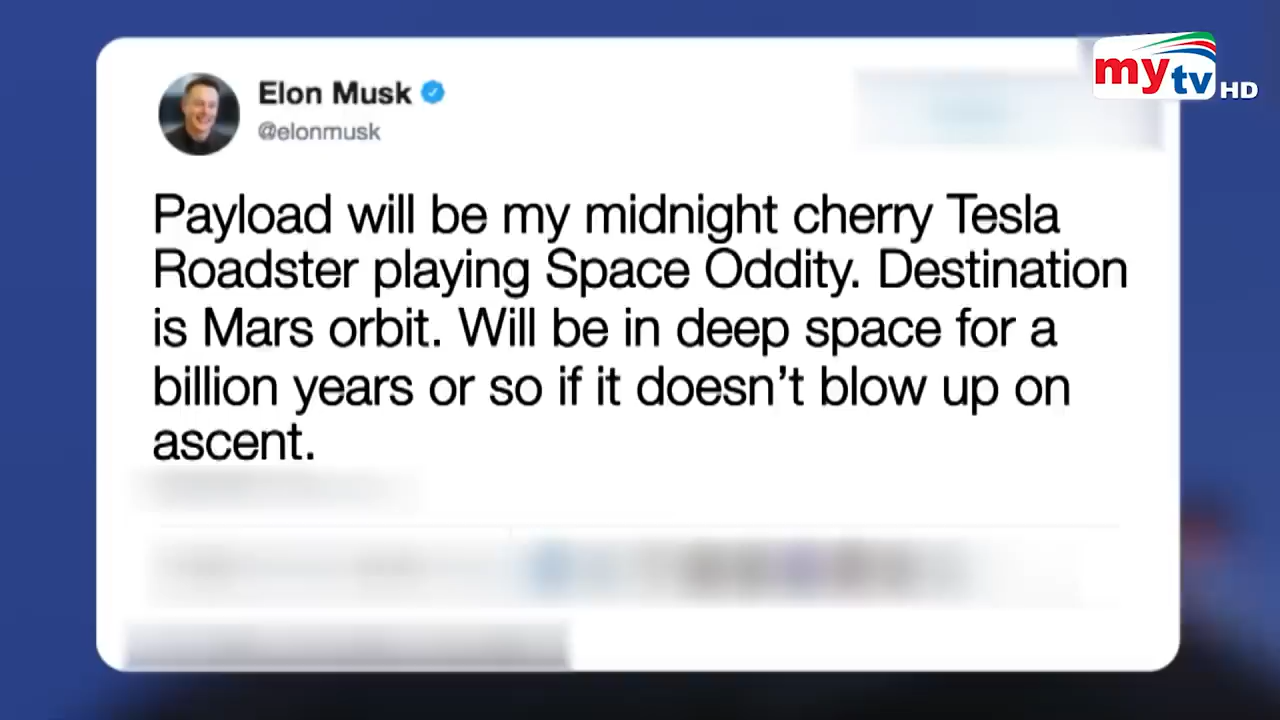 mytv HD
Elon Musk
@elonmusk
Payload will be my midnight cherry Tesla
Roadster playing Space Oddity. Destination
is Mars orbit. Will be in deep space for a
billion years or so if it doesn’t blow up on
ascent.